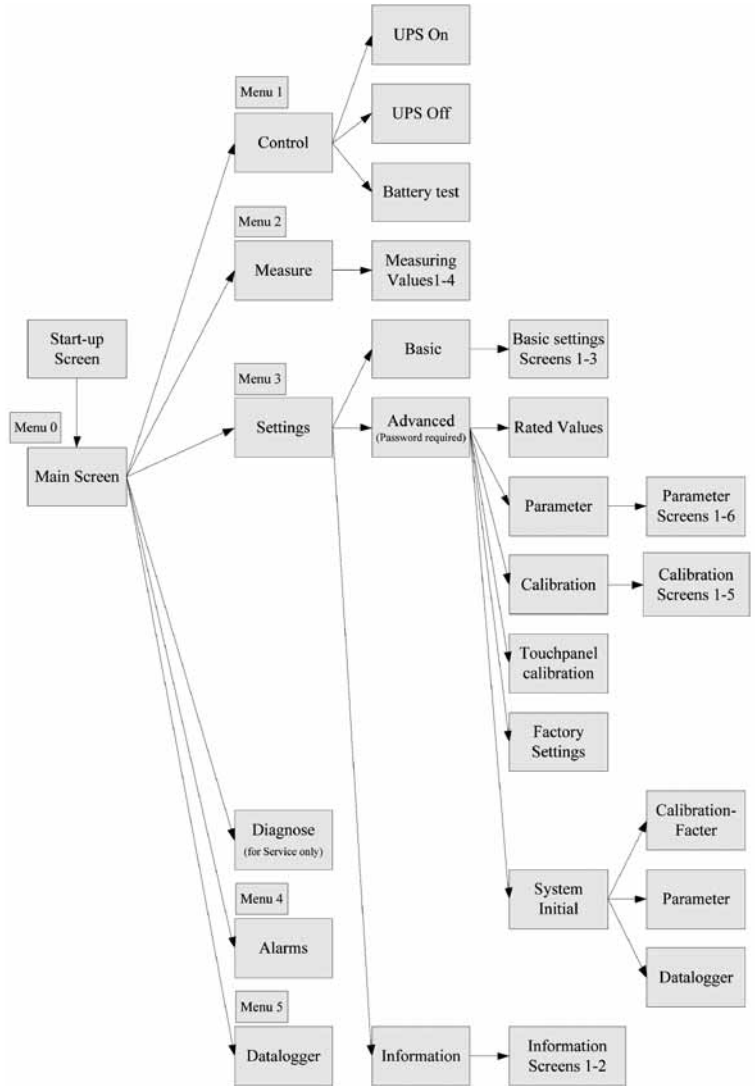 UPS On
Menu 1
Control
UPS Off
Battery test
Menu 2
Measure
Measuring
Values1-4
Start-up
Screen
Menu 0
Main Screen
Menu 3
Settings
Basic
Basic settings
Screens 1-3
Advanced
(Password required)
Rated Values
Parameter
Parameter
Screens 1-6
Calibration
Calibration
Screens 1-5
Touchpanel
calibration
Factory
Settings
Diagnose
(for Service only)
System
Initial
Calibration-
Facter
Parameter
Datalogger
Menu 4
Alarms
Menu 5
Datalogger
Information
Information
Screens 1-2